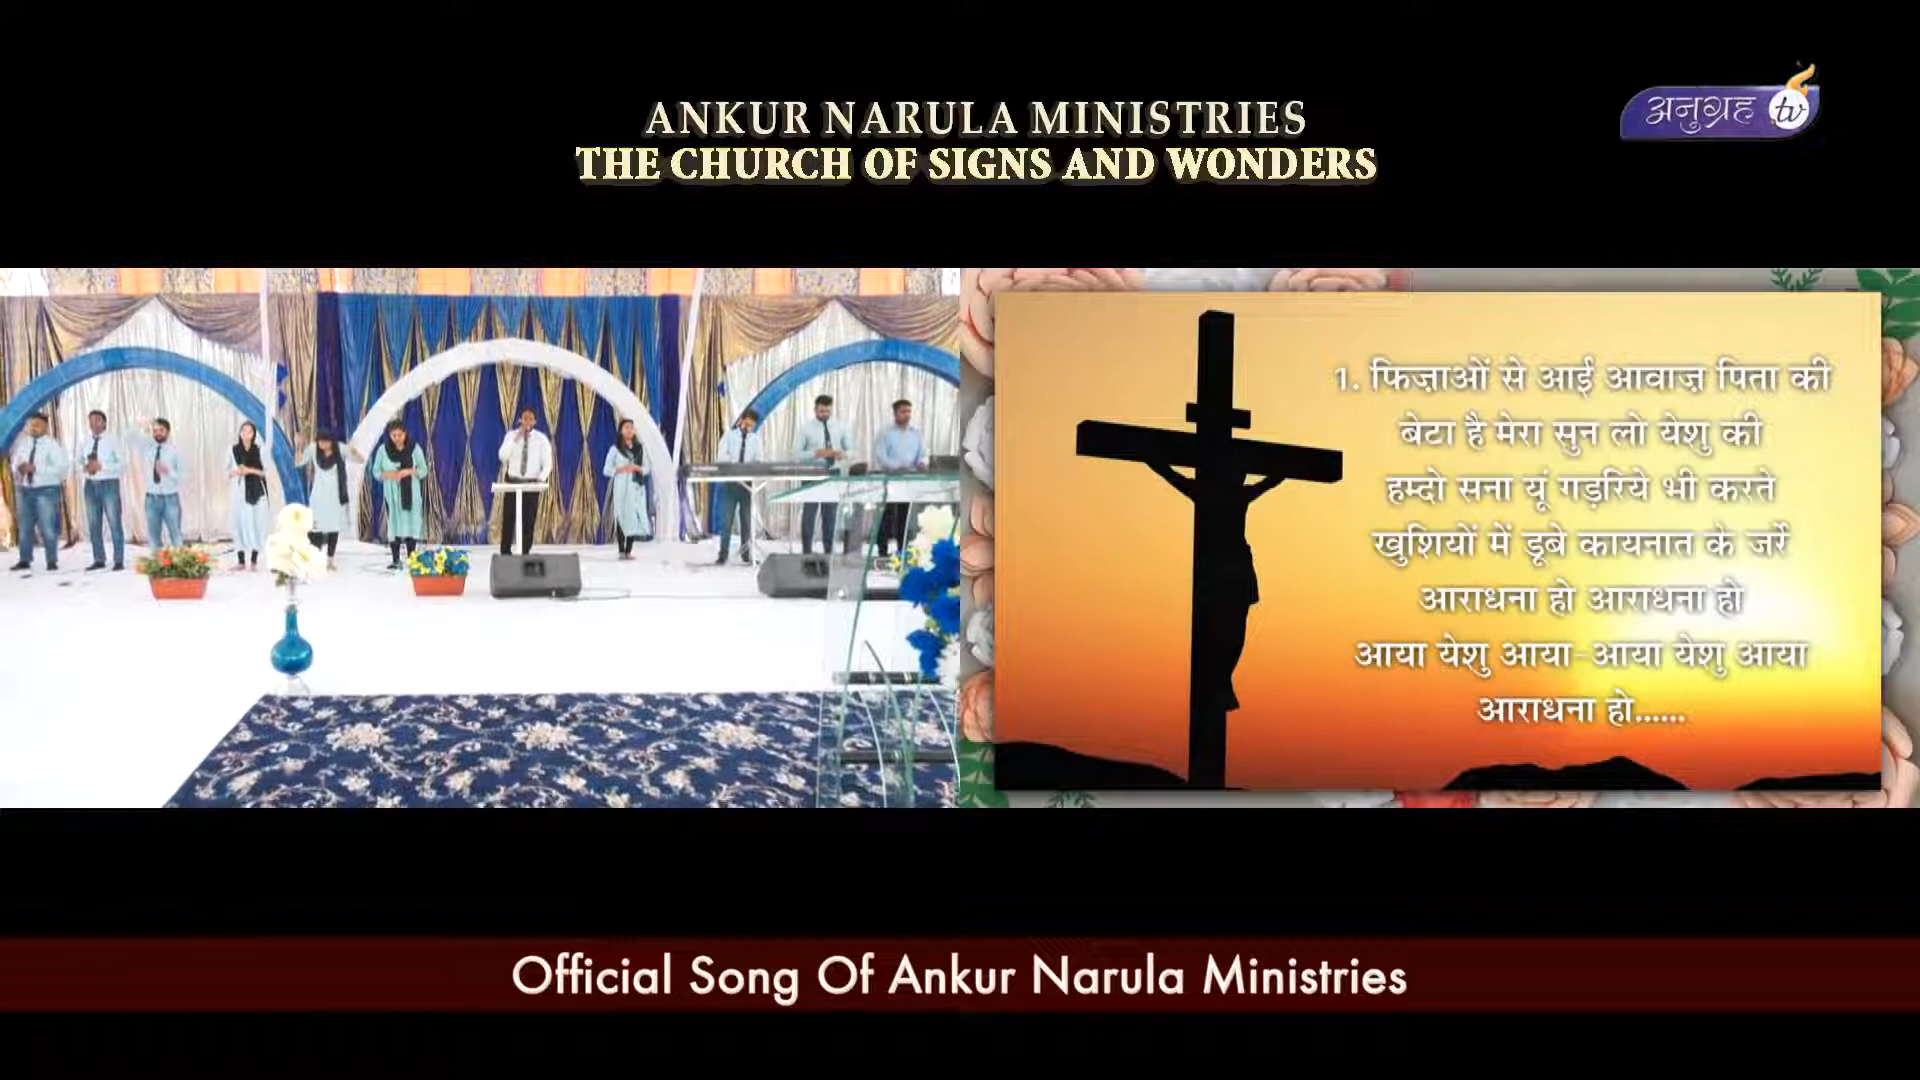 ANKUR NARULA MINISTRIES
THE CHURCH OF SIGNS AND WONDERS
अनुग्रह tv
1. फिज़ाओं से आई आवाज़ पिता की
बेटा है मेरा सुन लो येशु की
हम्दो सना यूं गड़रिये भी करते
खुशियों में डूबे कायनात के जर्रे
आराधना हो आराधना हो
आया येशु आया-आया येशु आया
आराधना हो......
Official Song Of Ankur Narula Ministries